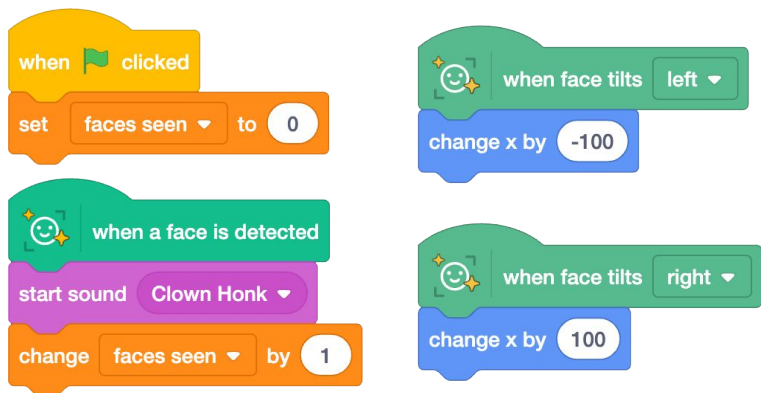 when clicked
set faces seen to 0
when a face is detected
start sound Clown Honk
change faces seen by 1
when face tilts left
change x by -100
when face tilts right
change x by 100